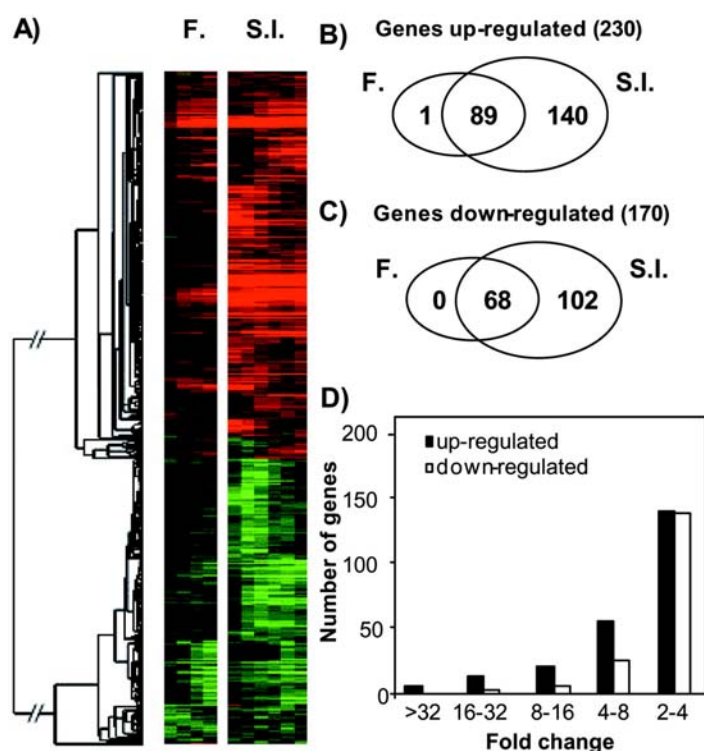 A)
F. S.I.
B)
Genes up-regulated (230)
F.
S.I.
1 89 140
C)
Genes down-regulated (170)
F.
S.I.
0 68 102
D)
200
150
100
50
0
Number of genes
up-regulated
down-regulated
>32 16-32 8-16 4-8 2-4
Fold change